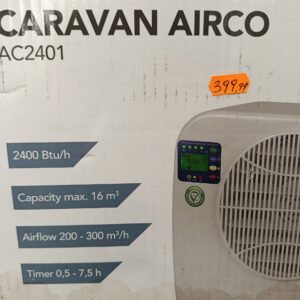 CARAVAN AIRCO
AC2401
399,99
2400 Btu/h
Capacity max. 16 m³
Airflow 200 - 300 m³/h
Timer 0,5 - 7,5 h